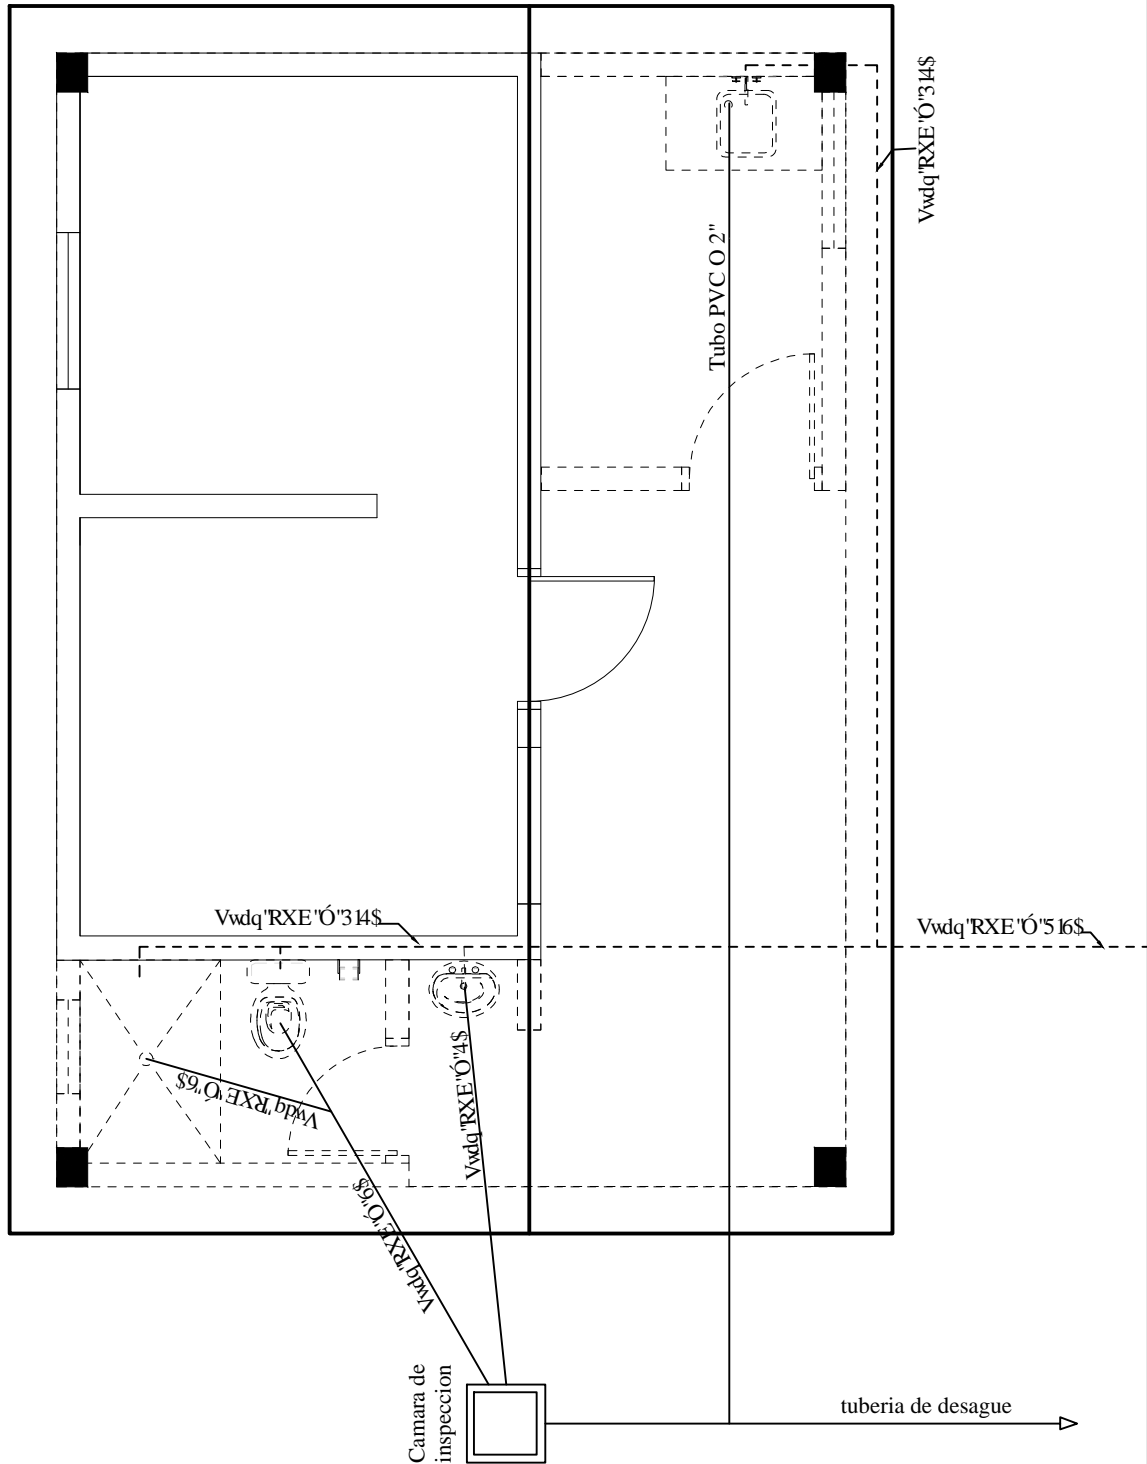 Vwdq"RXE"Ó"314$
Tubo PVC O 2"
Vwdq"RXE"Ó"314$
Vwdq"RXE"Ó"516$
Vwdq"RXE"Ó"6$
Vwdq"RXE"Ó"4$
Vwdq"RXE"Ó"6$
Camara de
inspeccion
tuberia de desague